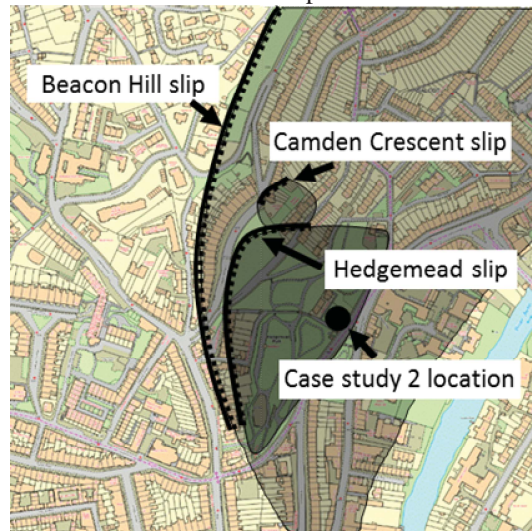 Beacon Hill slip
Camden Crescent slip
Hedgemead slip
Case study 2 location